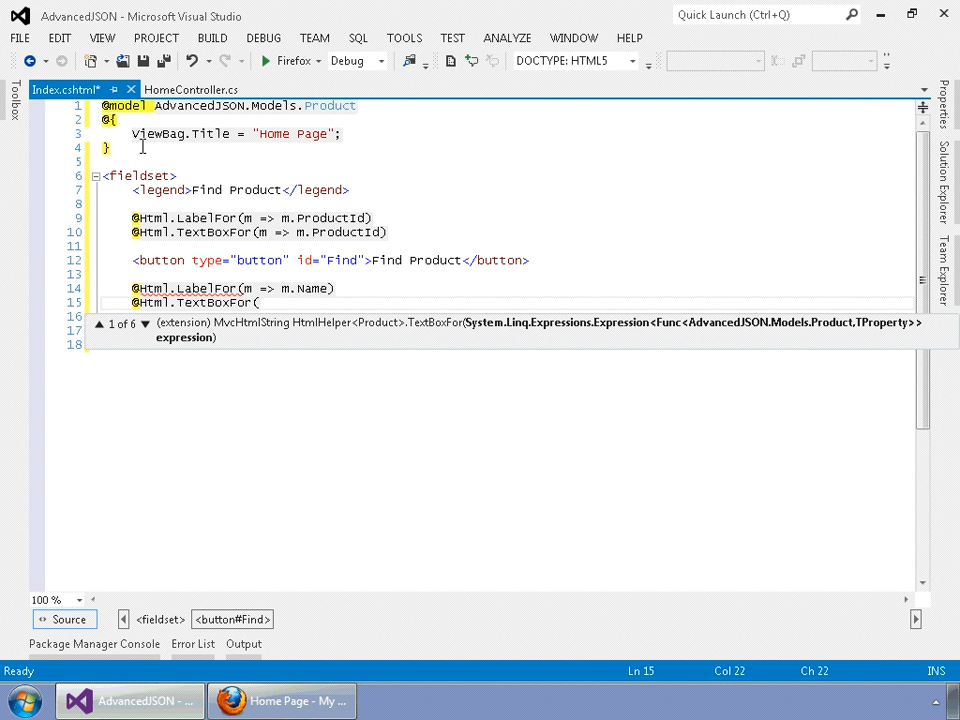 AdvancedJSON - Microsoft Visual Studio
Quick Launch (Ctrl+Q)
FILE EDIT VIEW PROJECT BUILD DEBUG TEAM SQL TOOLS TEST ANALYZE WINDOW HELP
Firefox Debug DOCTYPE: HTML5
Index.cshtml* HomeController.cs
Toolbox
Properties
Solution Explorer
Team Explorer
1 @model AdvancedJSON.Models.Product
2 @{
3 ViewBag.Title = "Home Page";
4 }
5
6 <fieldset>
7 <legend>Find Product</legend>
8
9 @Html.LabelFor(m => m.ProductId)
10 @Html.TextBoxFor(m => m.ProductId)
11
12 <button type="button" id="Find">Find Product</button>
13
14 @Html.LabelFor(m => m.Name)
15 @Html.TextBoxFor(
16
▲ 1 of 6 ▼ (extension) MvcHtmlString HtmlHelper<Product>.TextBoxFor(System.Linq.Expressions.Expression<Func<AdvancedJSON.Models.Product,TProperty>>
17
expression)
18
100 %
Source <fieldset> <button#Find>
Package Manager Console Error List Output
Ready Ln 15 Col 22 Ch 22 INS
AdvancedJSON - ... Home Page - My ...